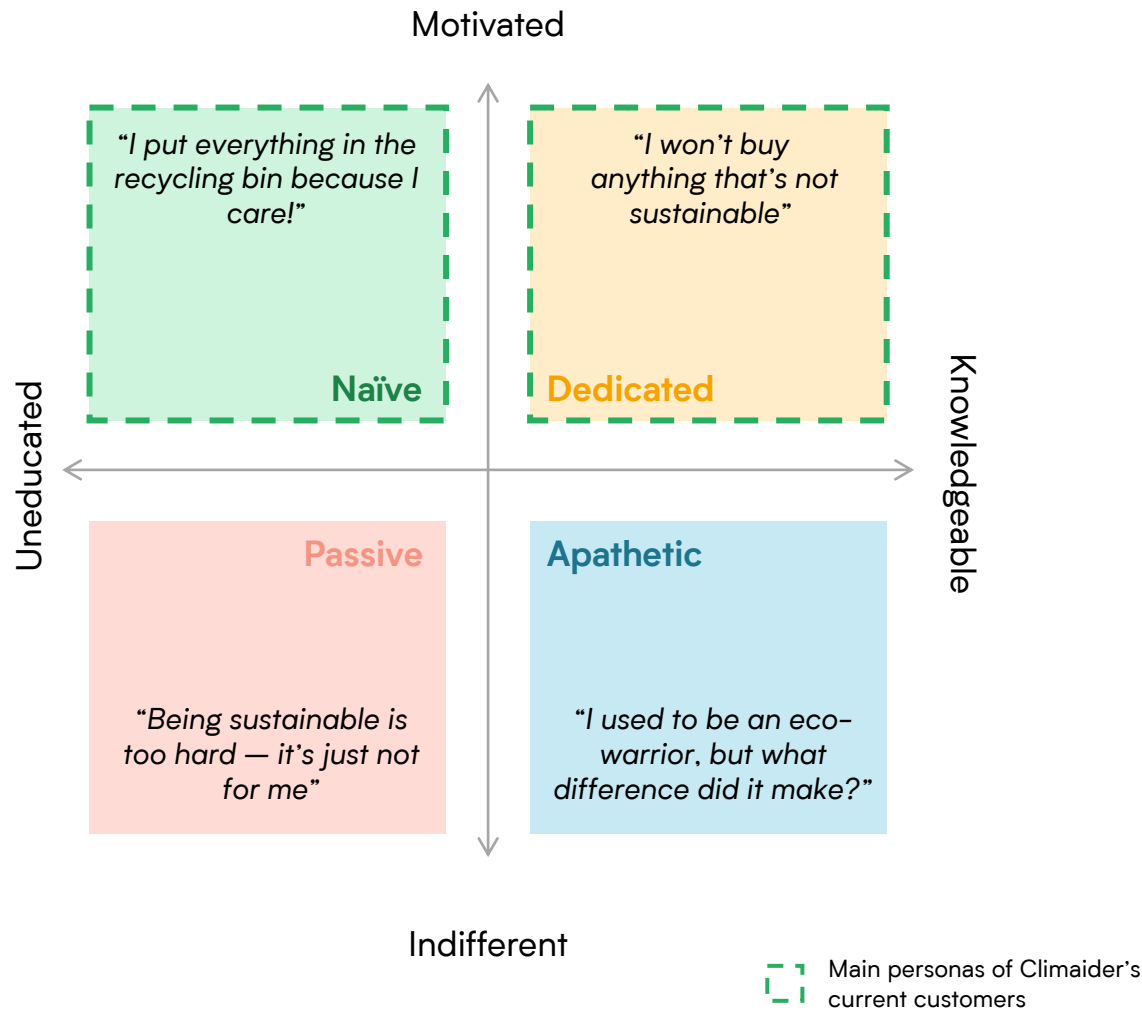 Motivated
“I put everything in the
recycling bin because I
care!”
Naïve
“I won’t buy
anything that’s not
sustainable”
Dedicated
Uneducated
Knowledgeable
Passive
“Being sustainable is
too hard — it’s just not
for me”
Apathetic
“I used to be an eco-
warrior, but what
difference did it make?”
Indifferent
Main personas of Climaider’s
current customers